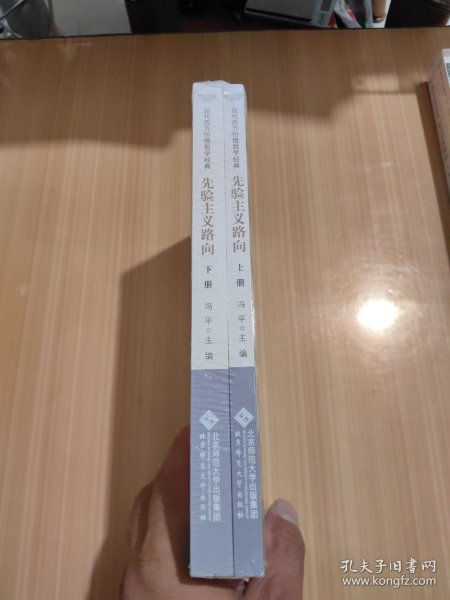 现代西方价值哲学经典
先验主义路向
下册
冯平○主编
北京师范大学出版集团
北京师范大学出版社
现代西方价值哲学经典
先验主义路向
上册
冯平○主编
北京师范大学出版集团
北京师范大学出版社
孔夫子旧书网
www.kongfz.com